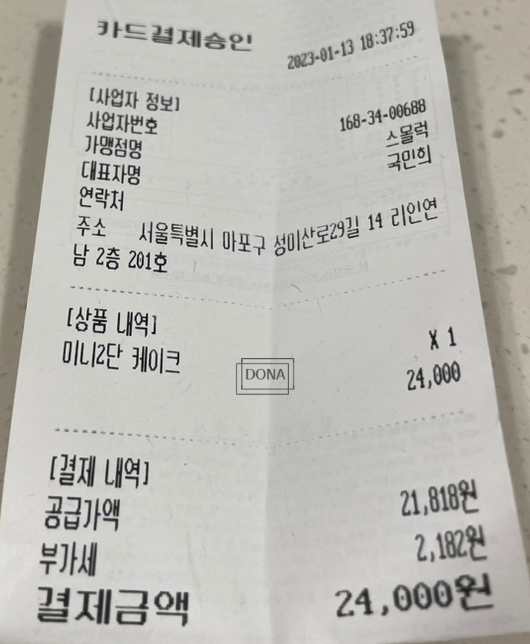 카드결제승인
2023-01-13 18:37:59
[사업자 정보]
사업자번호 168-34-00688
가맹점명 스몰럭
대표자명 국민희
연락처
주소 서울특별시 마포구 성미산로29길 14 리인연
남 2층 201호
[상품 내역]
미니2단 케이크 X 1
24,000
DONA
[결제 내역]
공급가액 21,818원
부가세 2,182원
결제금액 24,000원